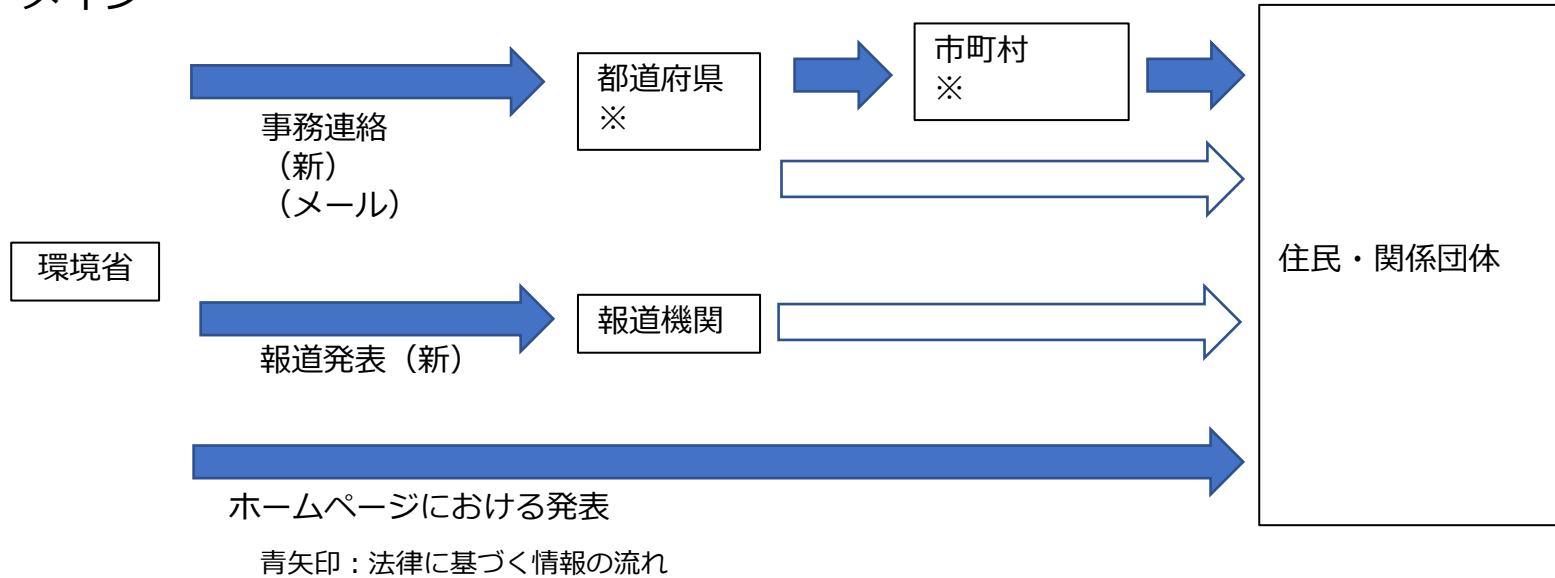 都道府県
※
市町村
※
事務連絡
（新）
（メール）
環境省
住民・関係団体
報道機関
報道発表（新）
ホームページにおける発表
青矢印：法律に基づく情報の流れ